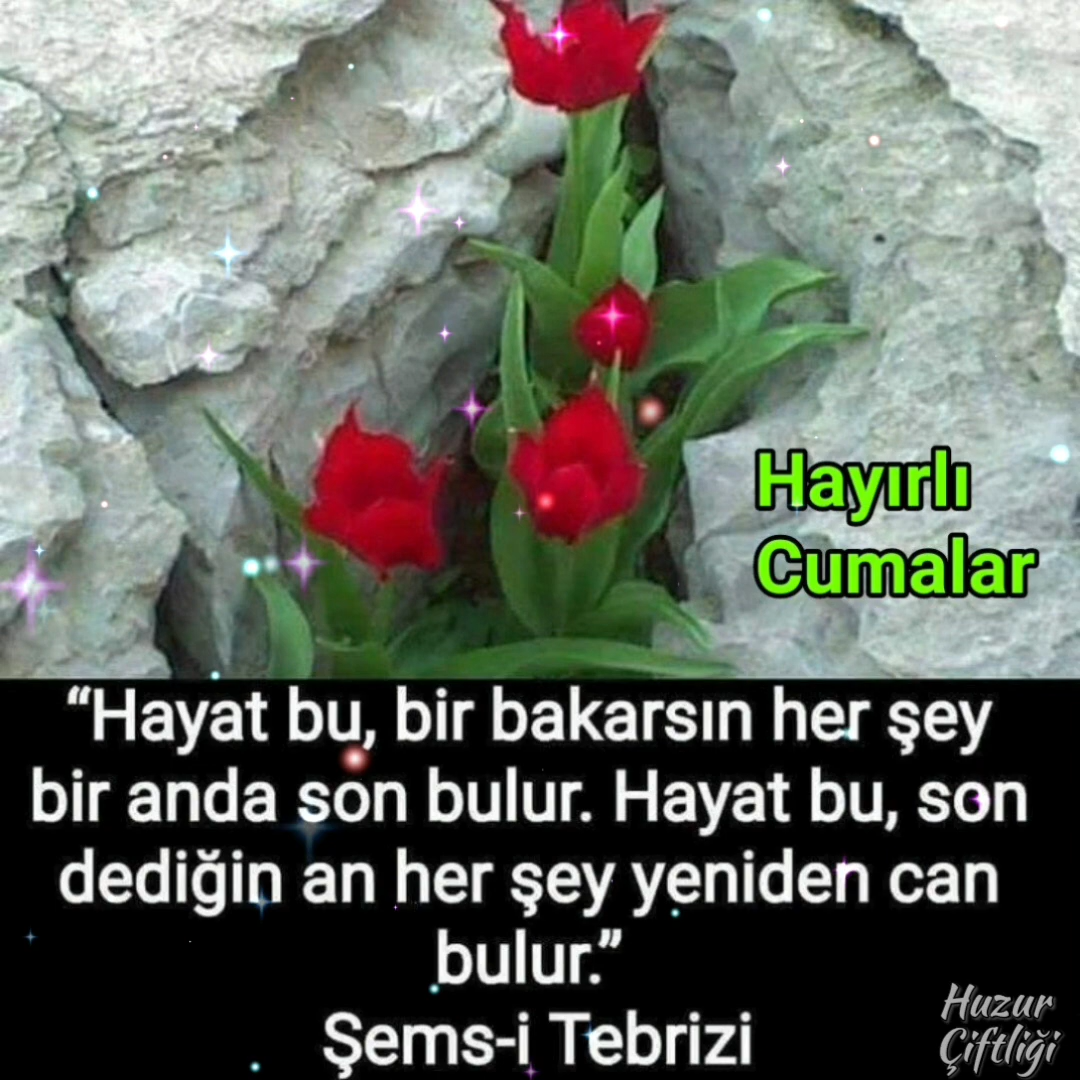 Hayırlı
Cumalar
“Hayat bu, bir bakarsın her şey
bir anda son bulur. Hayat bu, son
dediğin an her şey yeniden can
bulur.”
Şems-i Tebrizi
Huzur
Çiftliği